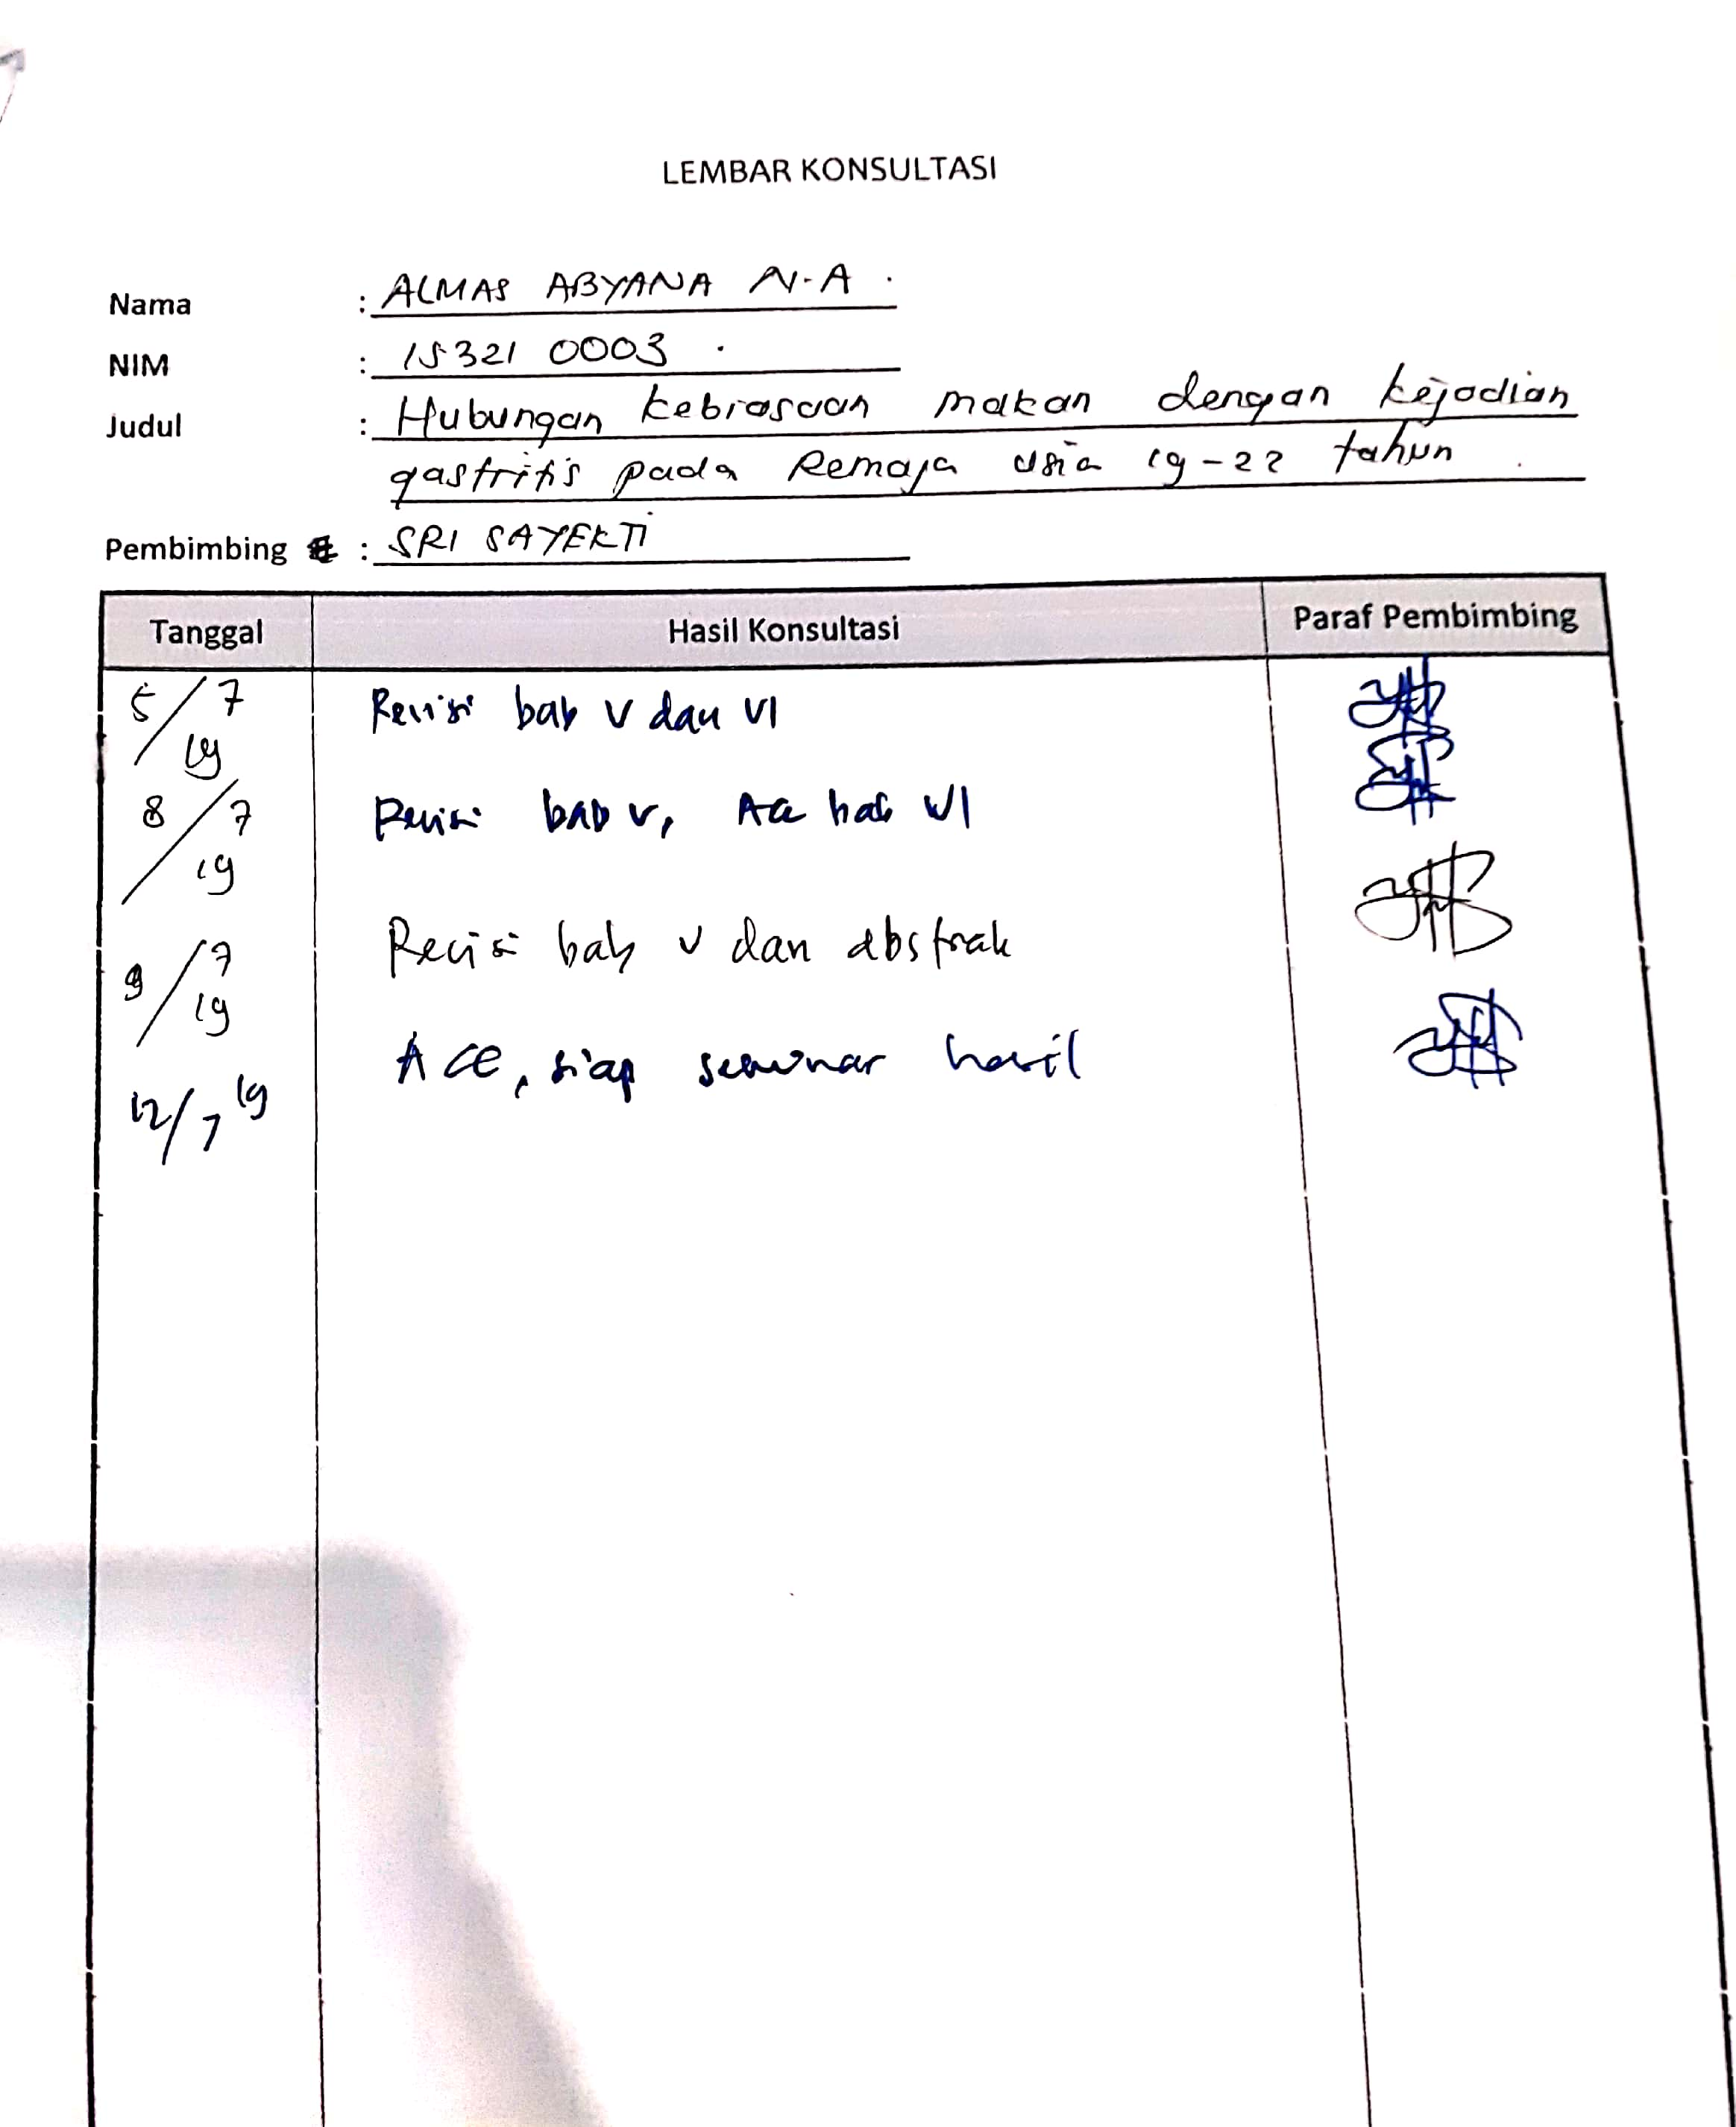 LEMBAR KONSULTASI
Nama : ALMAS ABYANA N.A.
NIM : 15321 0003.
Judul : Hubungan kebiasaan makan dengan kejadian
gastritis pada Remaja usia 19-22 tahun.
Pembimbing : SRI SAYEKTI
Tanggal Hasil Konsultasi Paraf Pembimbing
5/7 19 Revisi bab V dan VI
8/7 19 Revisi bab V, Acc bab VI
9/7 19 Revisi bab V dan abstrak
12/7 19 Acc, siap seminar hasil